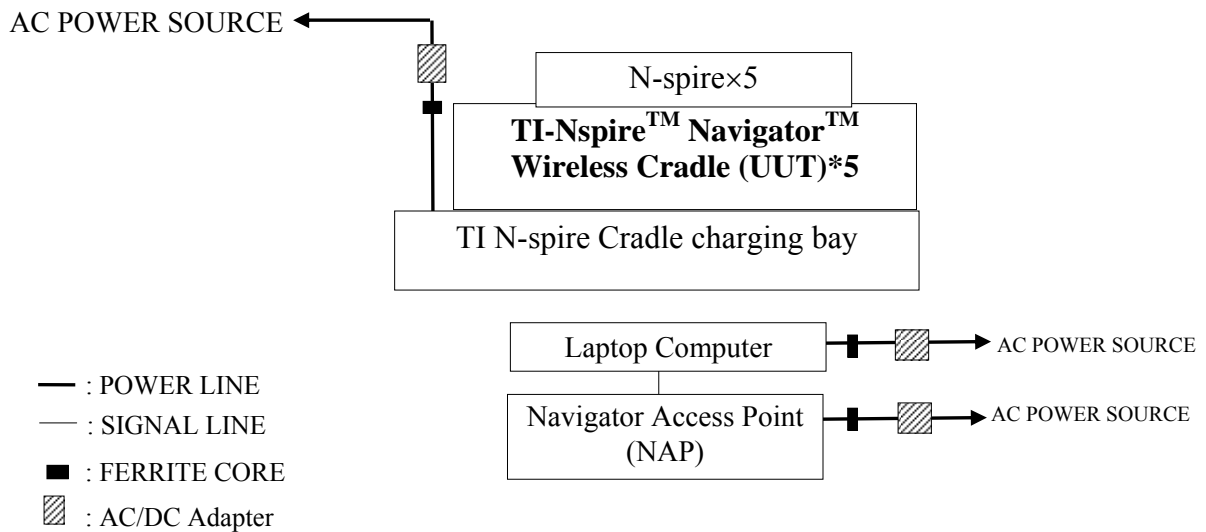 AC POWER SOURCE
N-spire×5
TI-Nspire™ Navigator™
Wireless Cradle (UUT)*5
TI N-spire Cradle charging bay
Laptop Computer
AC POWER SOURCE
Navigator Access Point
(NAP)
AC POWER SOURCE
: POWER LINE
: SIGNAL LINE
: FERRITE CORE
: AC/DC Adapter